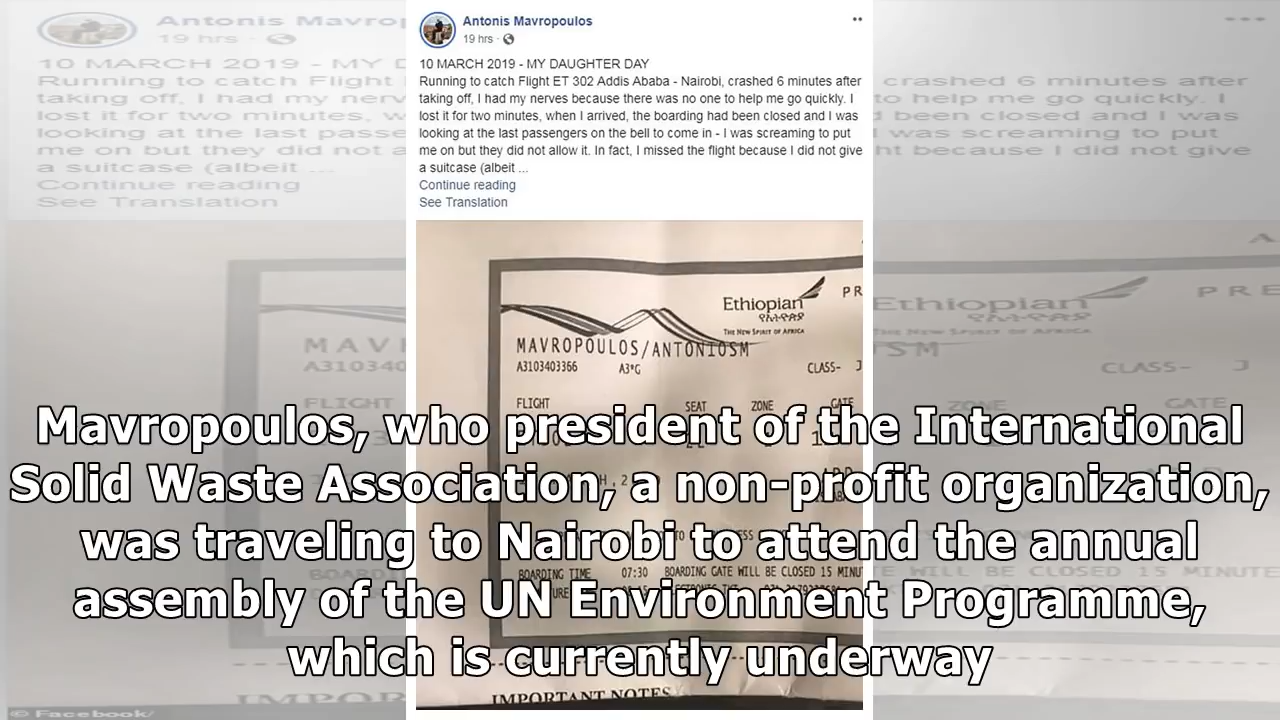 Antonis Mavropoulos
19 hrs
10 MARCH 2019 - MY DAUGHTER DAY
Running to catch Flight ET 302 Addis Ababa - Nairobi, crashed 6 minutes after
taking off, I had my nerves because there was no one to help me go quickly. I
lost it for two minutes, when I arrived, the boarding had been closed and I was
looking at the last passengers on the bell to come in - I was screaming to put
me on but they did not allow it. In fact, I missed the flight because I did not give
a suitcase (albeit ...
Continue reading
See Translation
Ethiopian
የኢትዮጵያ
THE NEW SPIRIT OF AFRICA
PR
MAVROPOULOS/ANTONIOSM
A3103403366 A3*G CLASS- J
FLIGHT SEAT ZONE GATE
Mavropoulos, who president of the International
Solid Waste Association, a non-profit organization,
was traveling to Nairobi to attend the annual
assembly of the UN Environment Programme,
which is currently underway
BOARDING TIME 07:30 BOARDING GATE WILL BE CLOSED 15 MINUT
IMPORTANT NOTES
© Facebook/